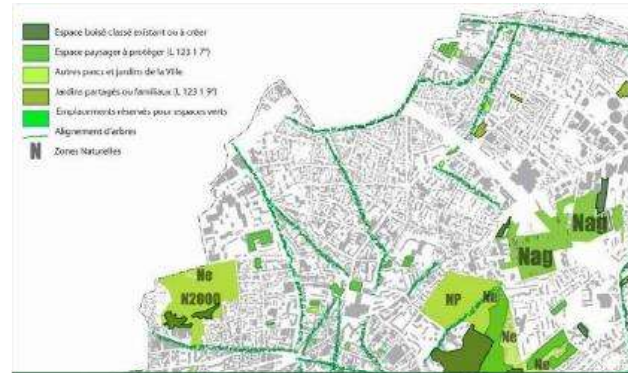 Espace boisé classé existant ou à créer
Espace paysager à protéger (L 123 1 7°)
Autres parcs et jardins de la Ville
Jardins partagés ou familiaux (L 123 1 9°)
Emplacements réservés pour espaces verts
Alignement d'arbres
N Zones Naturelles
Nag
Nag
Ne
N2000
NP
Ne
Ne